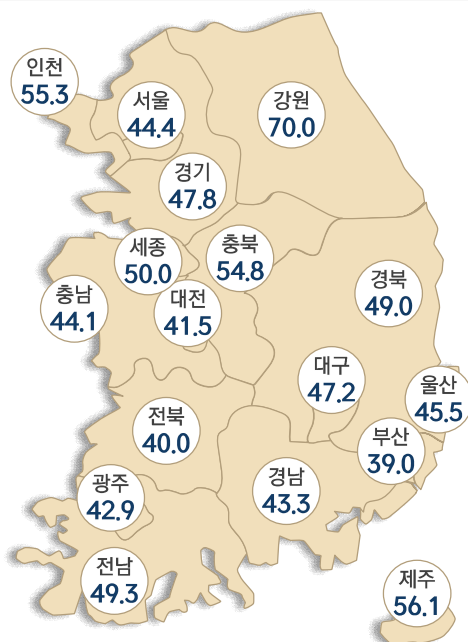 인천
55.3
서울
44.4
강원
70.0
경기
47.8
세종
50.0
충북
54.8
충남
44.1
대전
41.5
경북
49.0
대구
47.2
울산
45.5
전북
40.0
부산
39.0
광주
42.9
경남
43.3
전남
49.3
제주
56.1